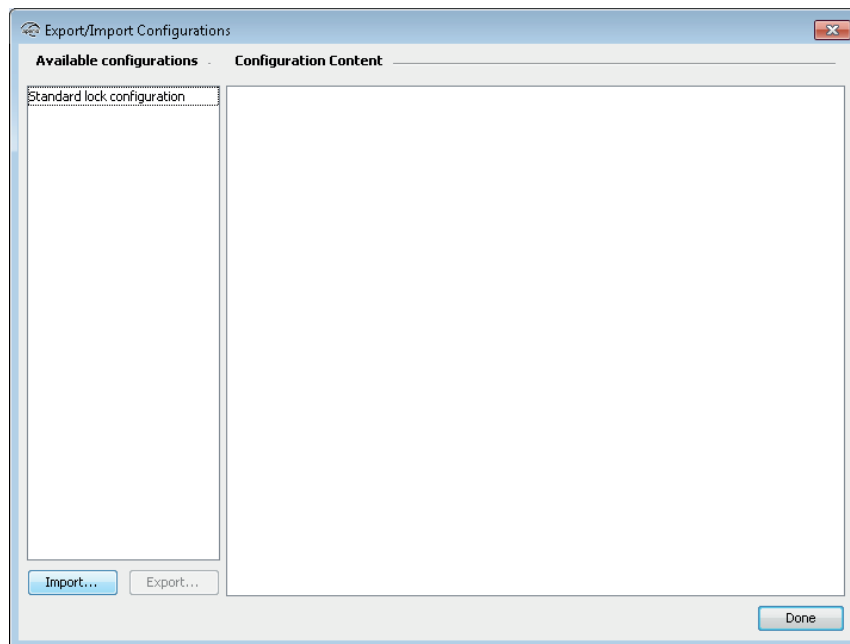 Export/Import Configurations
Available configurations
Configuration Content
Standard lock configuration
Import...
Export...
Done